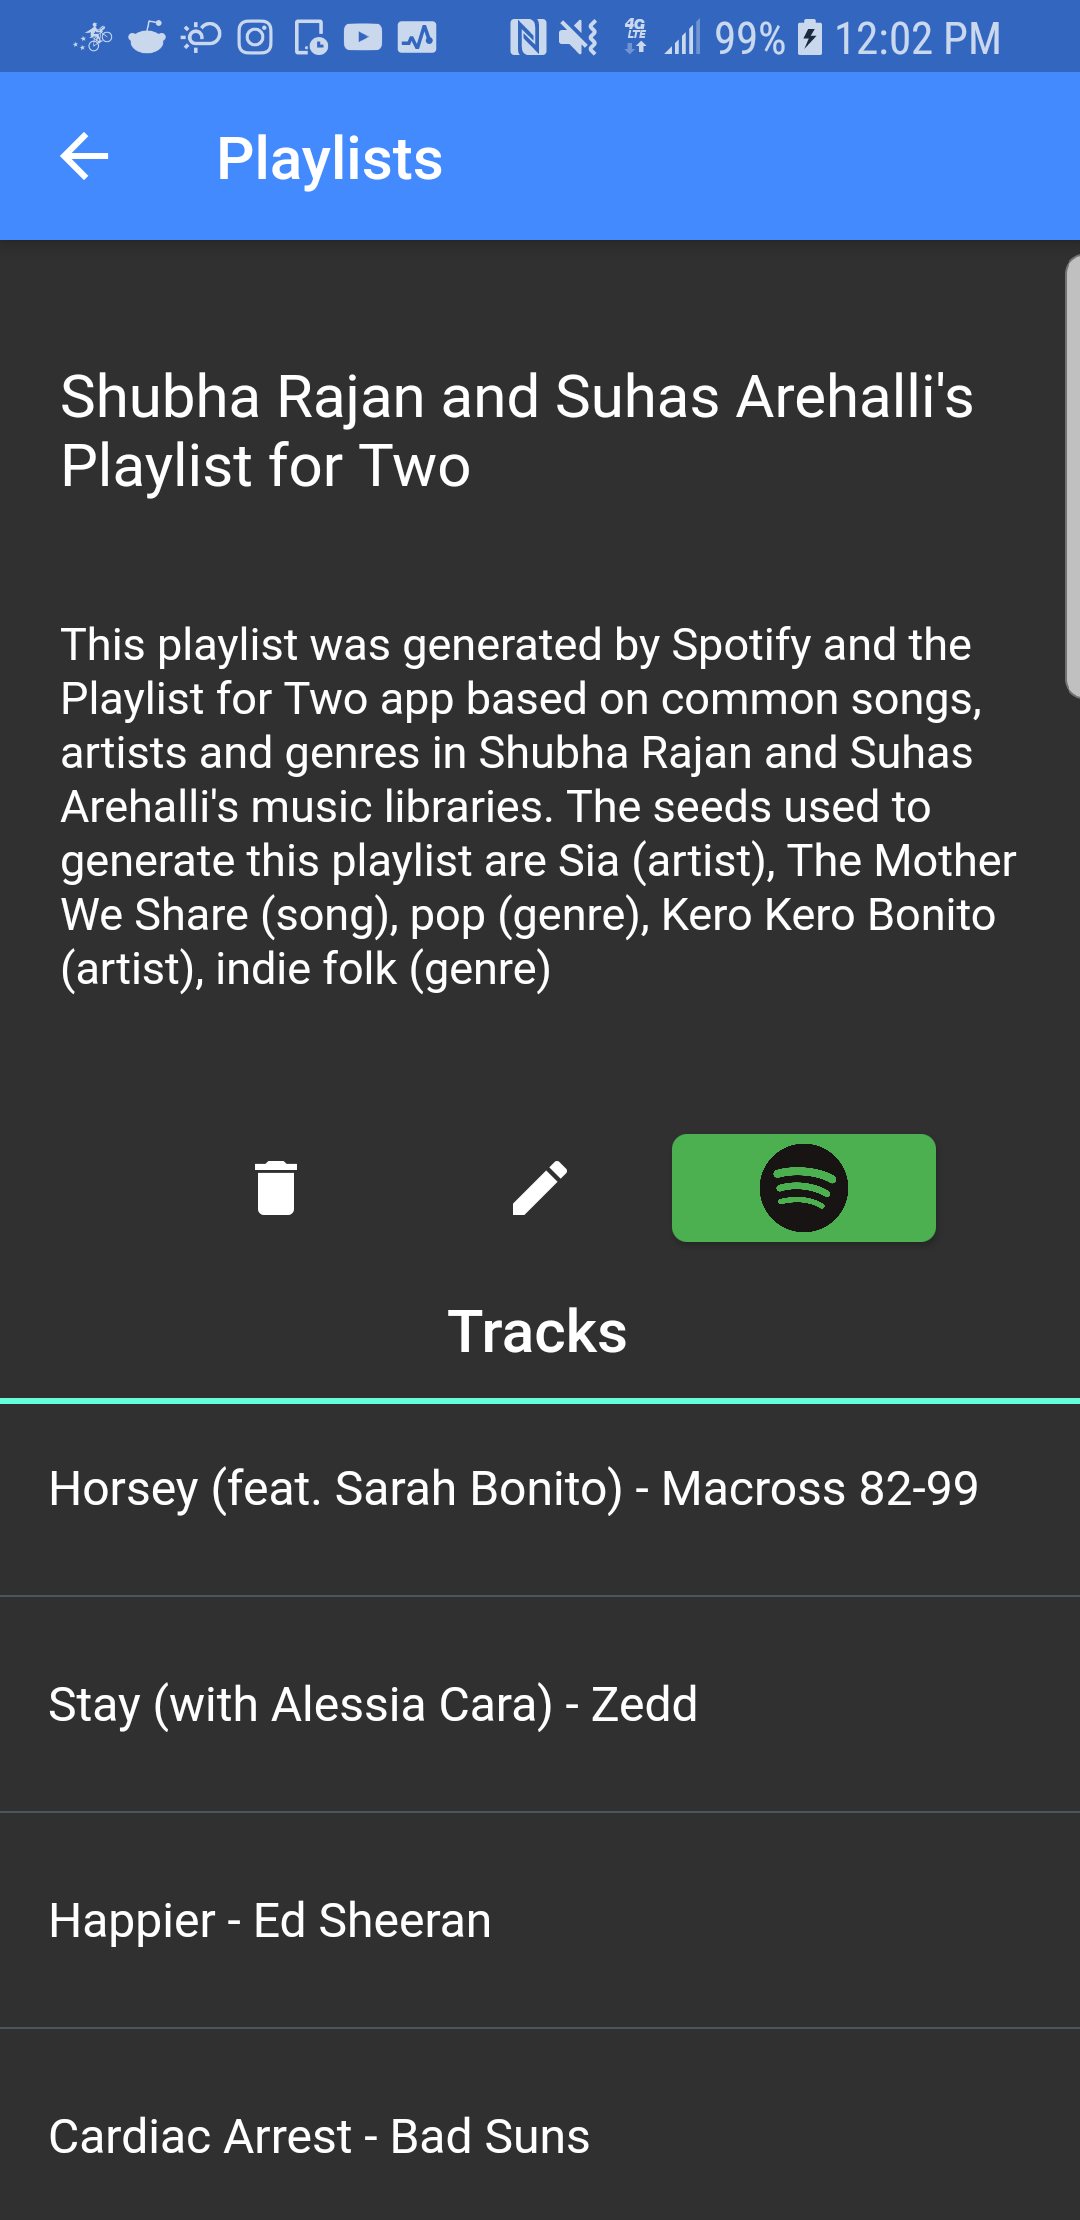 4G LTE 99% 12:02 PM
Playlists
Shubha Rajan and Suhas Arehalli's
Playlist for Two
This playlist was generated by Spotify and the
Playlist for Two app based on common songs,
artists and genres in Shubha Rajan and Suhas
Arehalli's music libraries. The seeds used to
generate this playlist are Sia (artist), The Mother
We Share (song), pop (genre), Kero Kero Bonito
(artist), indie folk (genre)
Tracks
Horsey (feat. Sarah Bonito) - Macross 82-99
Stay (with Alessia Cara) - Zedd
Happier - Ed Sheeran
Cardiac Arrest - Bad Suns